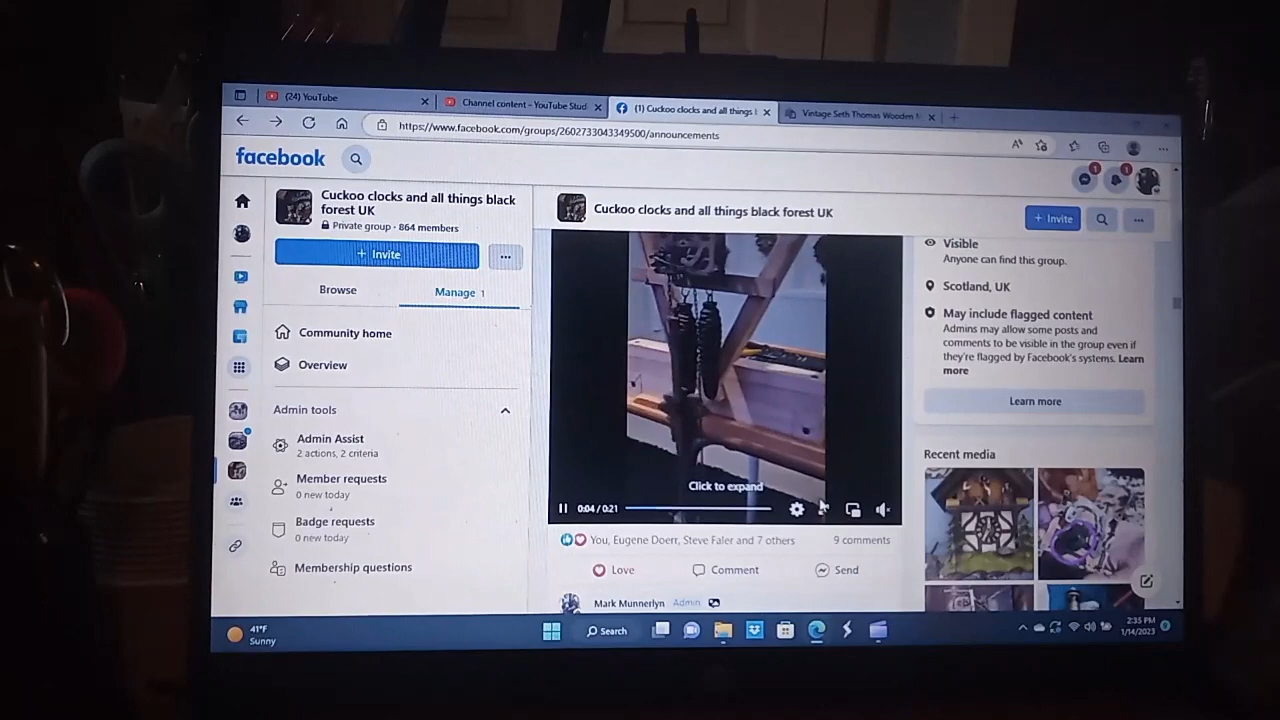 (24) YouTube
Channel content - YouTube Stud
(1) Cuckoo clocks and all things
Vintage Seth Thomas Wooden
https://www.facebook.com/groups/2602733043349500/announcements
facebook
1
1
Cuckoo clocks and all things black
forest UK
Private group · 864 members
+ Invite
...
Browse
Manage 1
Community home
Overview
Admin tools
Admin Assist
2 actions, 2 criteria
Member requests
0 new today
Badge requests
0 new today
Membership questions
Cuckoo clocks and all things black forest UK
+ Invite
...
Click to expand
0:04 / 0:21
You, Eugene Doerr, Steve Faler and 7 others
9 comments
Love
Comment
Send
Mark Munnerlyn Admin
Visible
Anyone can find this group.
Scotland, UK
May include flagged content
Admins may allow some posts and
comments to be visible in the group even if
they're flagged by Facebook's systems. Learn
more
Learn more
Recent media
41°F
Sunny
Search
2:35 PM
1/14/2023